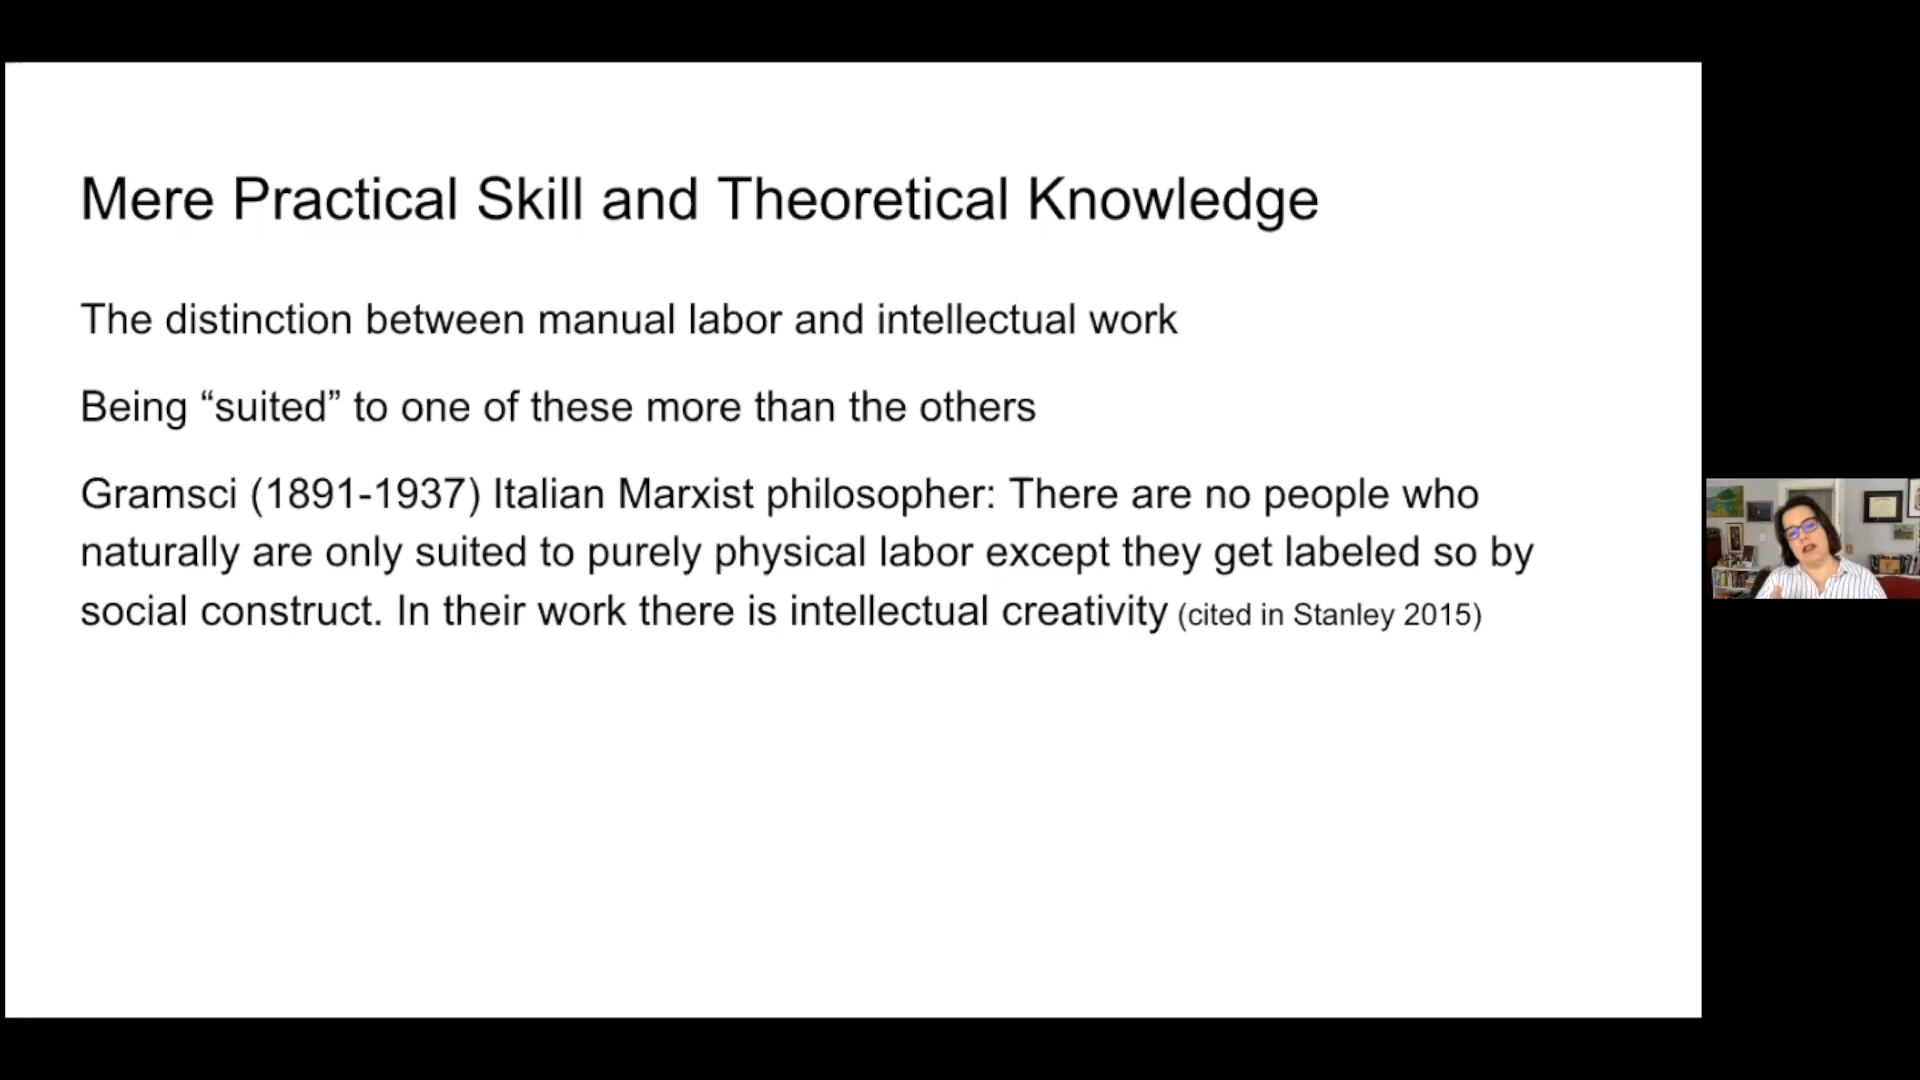 Mere Practical Skill and Theoretical Knowledge
The distinction between manual labor and intellectual work
Being “suited” to one of these more than the others
Gramsci (1891-1937) Italian Marxist philosopher: There are no people who
naturally are only suited to purely physical labor except they get labeled so by
social construct. In their work there is intellectual creativity (cited in Stanley 2015)